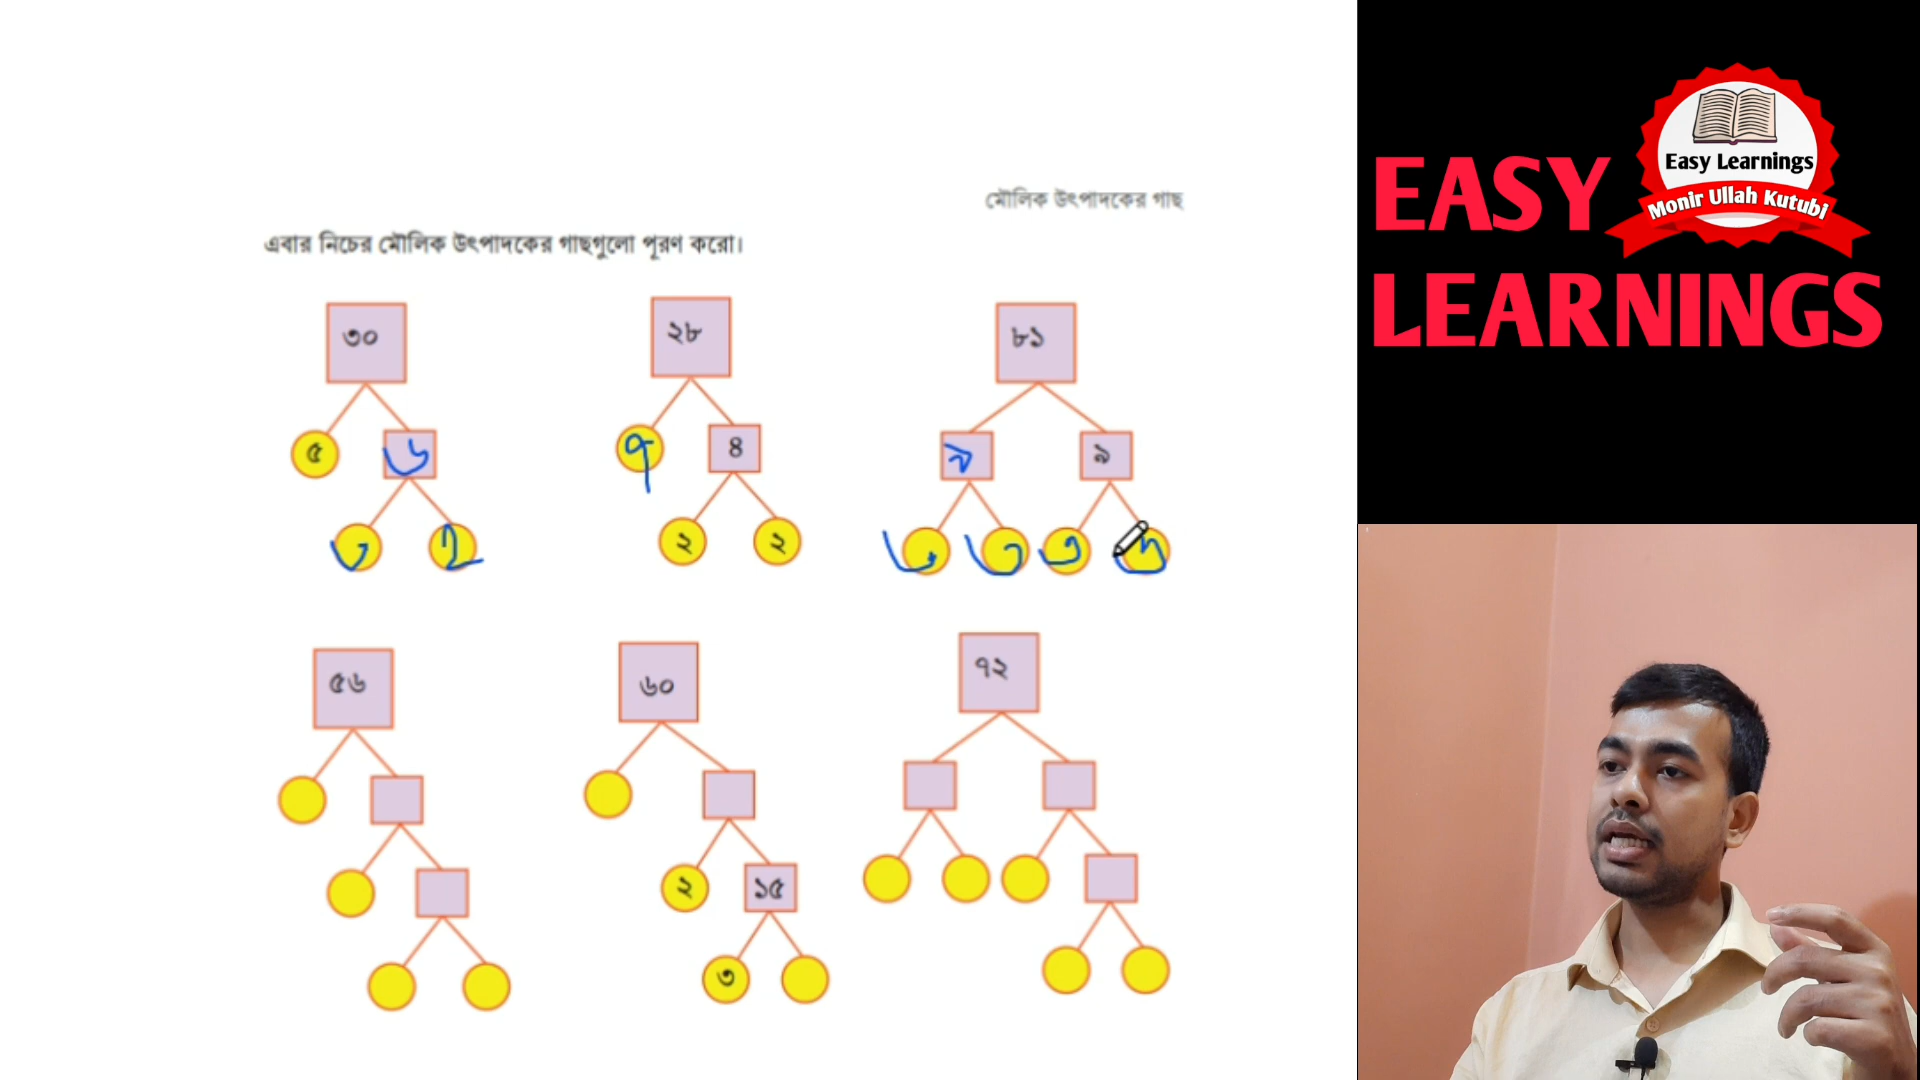 মৌলিক উৎপাদকের গাছ
এবার নিচের মৌলিক উৎপাদকের গাছগুলো পূরণ করো।
৩০ ২৮ ৮১
৫ ৬ ৭ ৪ ৯ ৯
৩ ২ ২ ২ ৩ ৩ ৩ ৩
৫৬ ৬০ ৭২
২ ১৫
৩
EASY
LEARNINGS
Easy Learnings
Monir Ullah Kutubi